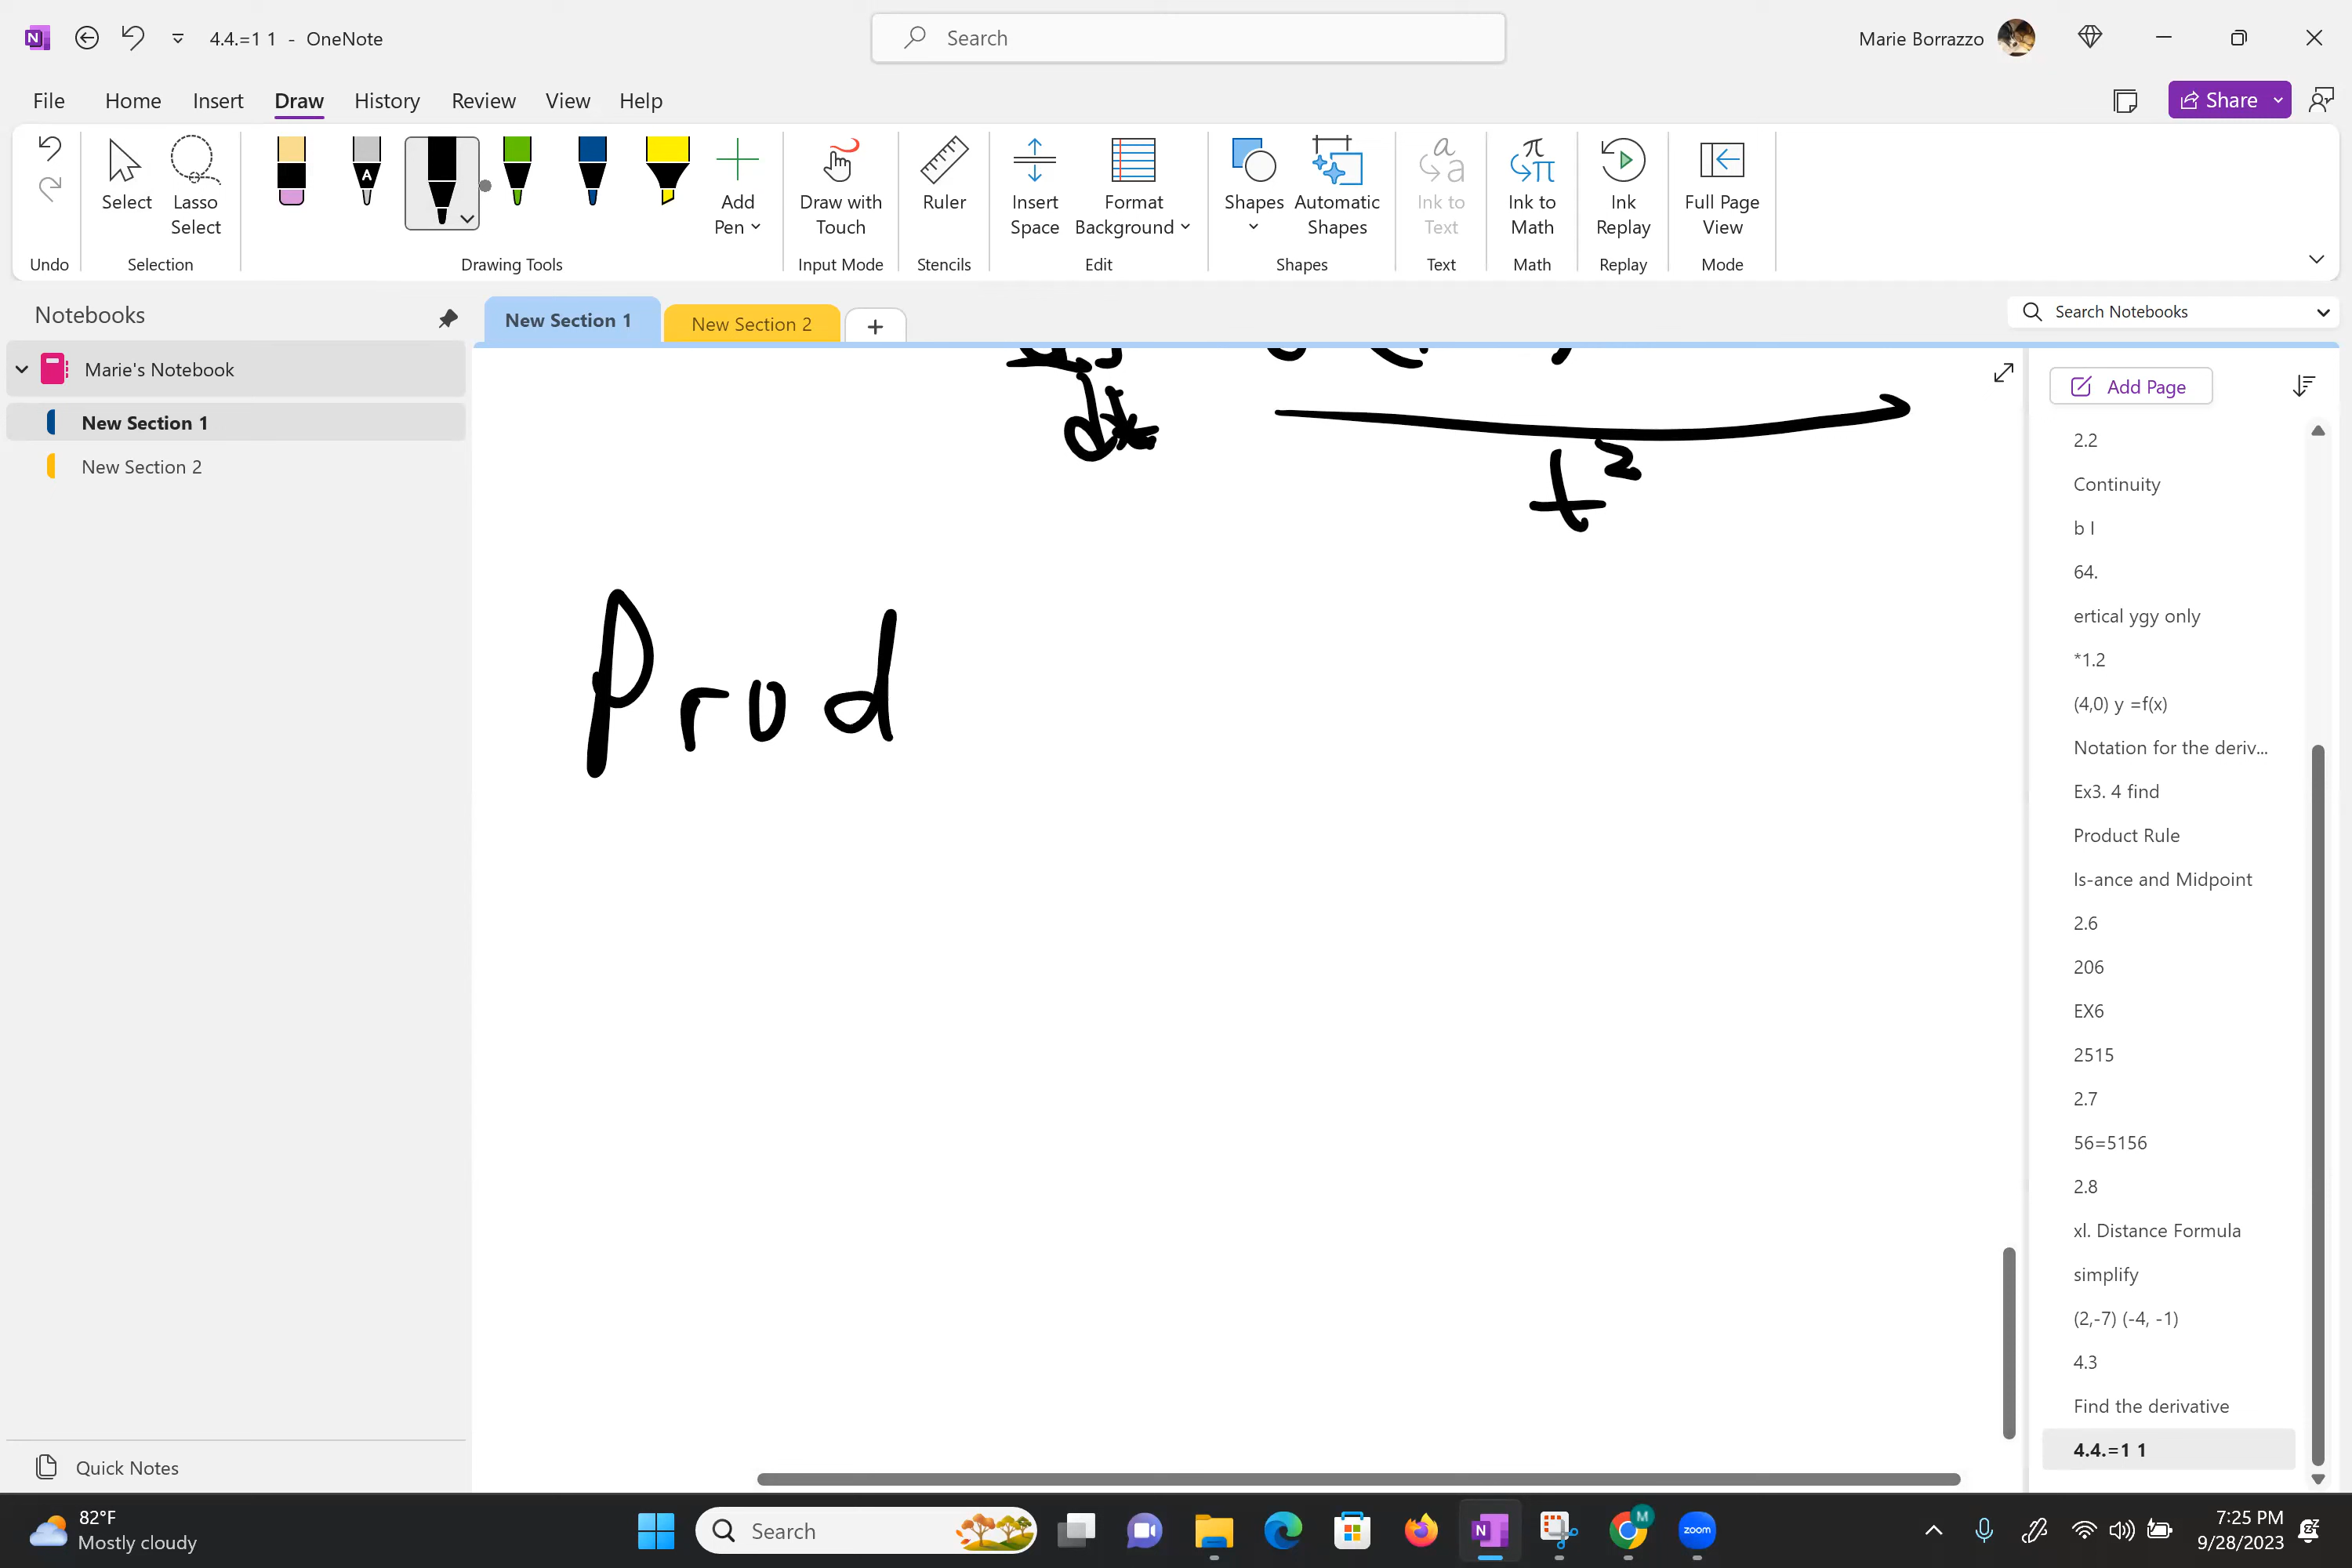 4.4.=1 1 - OneNote
Search
Marie Borrazzo
File Home Insert Draw History Review View Help
Share
Select
Lasso Select
Add Pen
Draw with Touch
Ruler
Insert Space
Format Background
Shapes
Automatic Shapes
Ink to Text
Ink to Math
Ink Replay
Full Page View
Undo Selection Drawing Tools Input Mode Stencils Edit Shapes Text Math Replay Mode
Notebooks
New Section 1
New Section 2
Search Notebooks
Marie's Notebook
New Section 1
New Section 2
Quick Notes
t²
Prod
Add Page
2.2
Continuity
b I
64.
ertical ygy only
*1.2
(4,0) y =f(x)
Notation for the deriv...
Ex3. 4 find
Product Rule
Is-ance and Midpoint
2.6
206
EX6
2515
2.7
56=5156
2.8
xl. Distance Formula
simplify
(2,-7) (-4, -1)
4.3
Find the derivative
4.4.=1 1
82°F
Mostly cloudy
Search
zoom
7:25 PM
9/28/2023